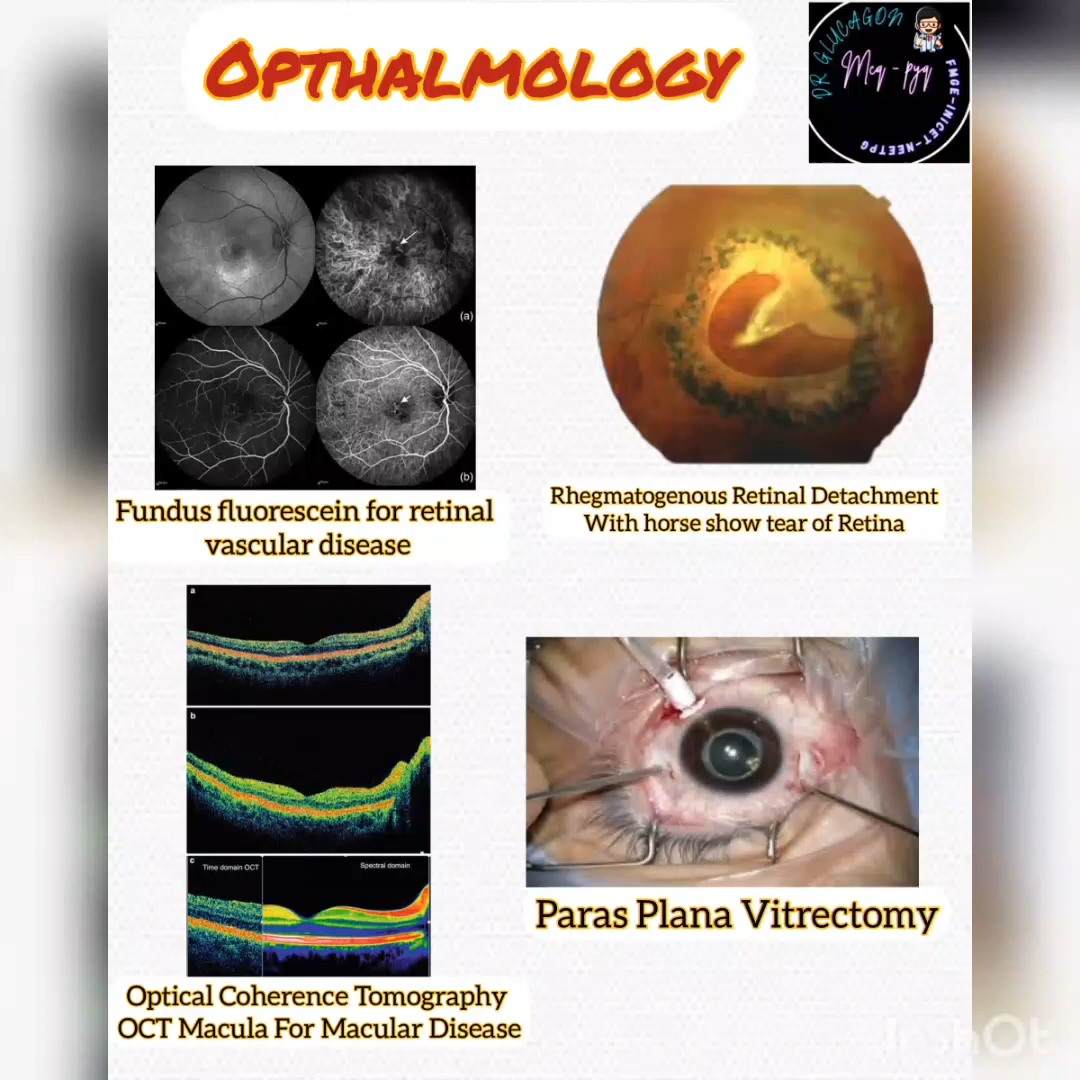 OPTHALMOLOGY
DR GLUCAGON
Mcq - pyq
FMGE-INICET-NEETPG
(a)
(b)
Fundus fluorescein for retinal
vascular disease
Rhegmatogenous Retinal Detachment
With horse show tear of Retina
a
b
c
Time domain OCT
Spectral domain
Optical Coherence Tomography
OCT Macula For Macular Disease
Paras Plana Vitrectomy